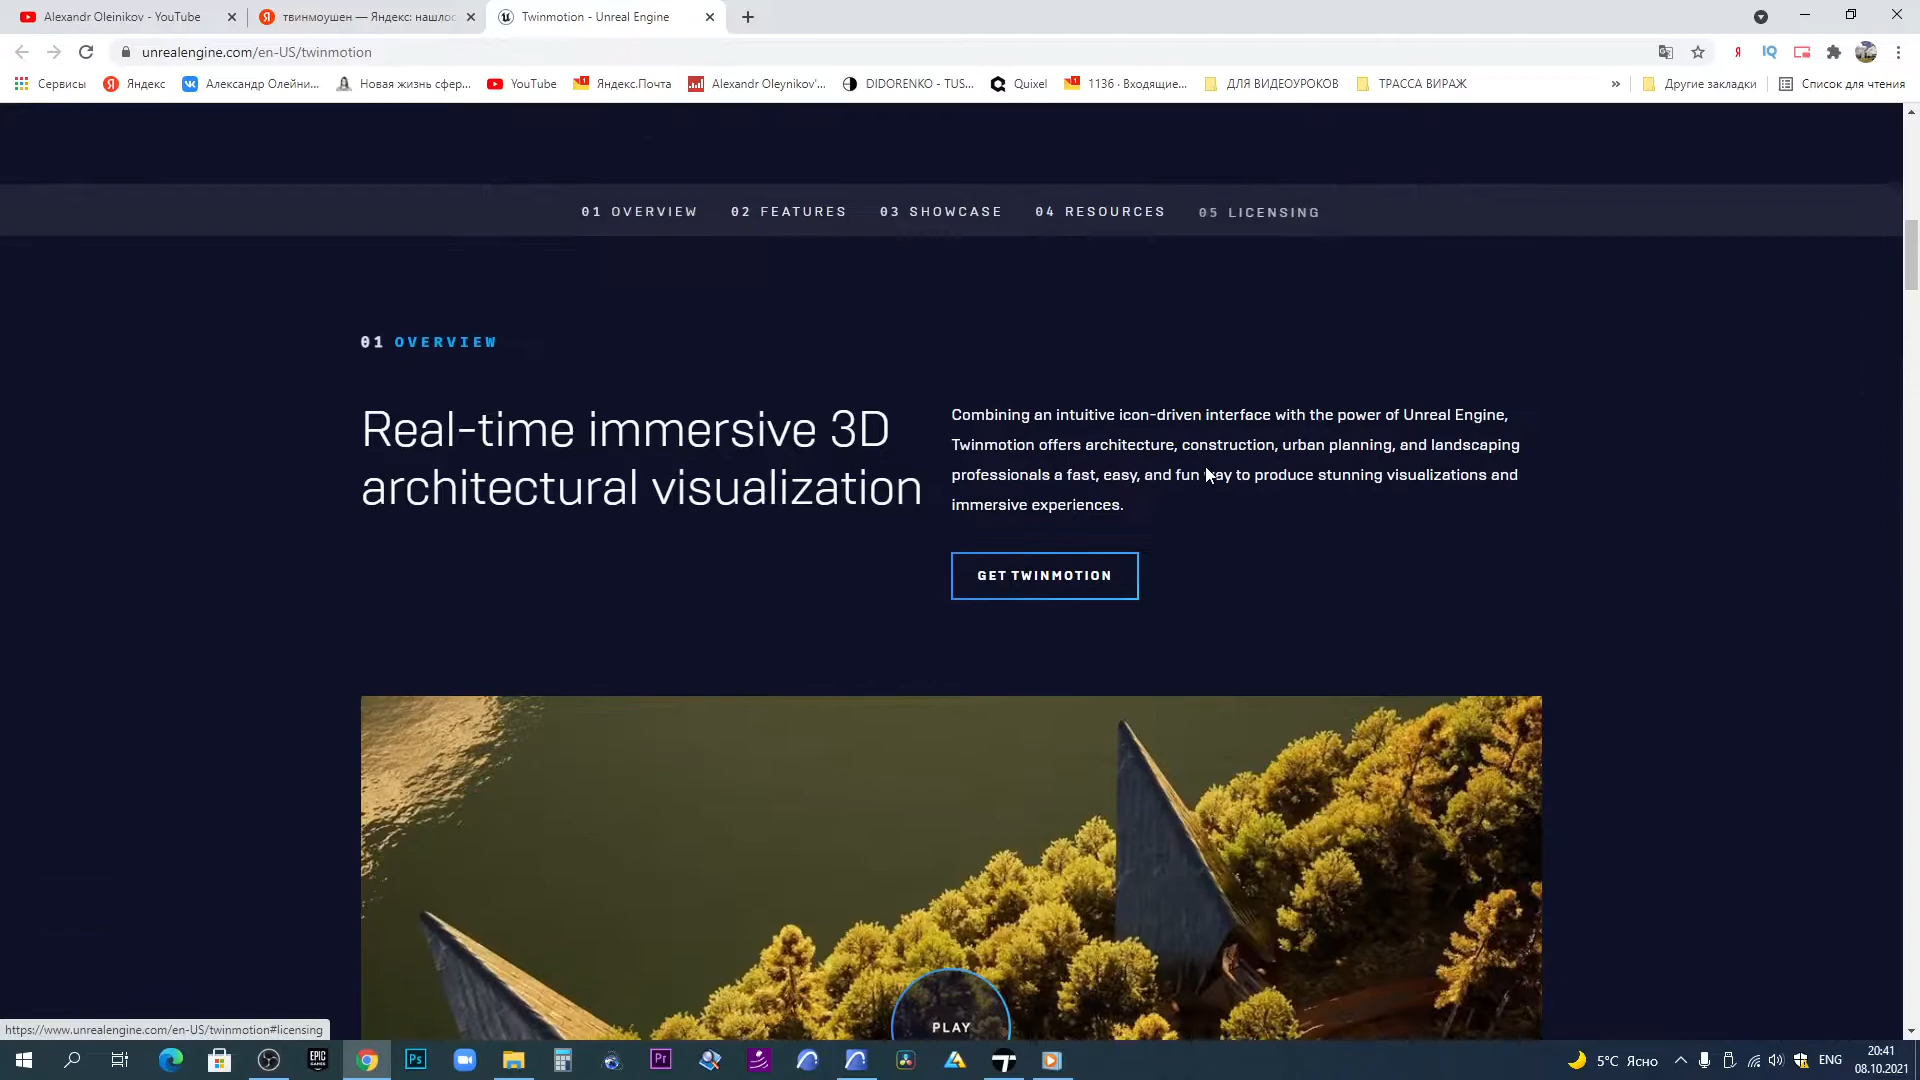 Alexandr Oleinikov - YouTube
твинмоушен — Яндекс: нашлос
Twinmotion - Unreal Engine
unrealengine.com/en-US/twinmotion
Я
IQ
Сервисы
Яндекс
Александр Олейни...
Новая жизнь сфер...
YouTube
Яндекс.Почта
Alexandr Oleynikov'...
DIDORENKO - TUS...
Quixel
1136 · Входящие...
ДЛЯ ВИДЕОУРОКОВ
ТРАССА ВИРАЖ
»
Другие закладки
Список для чтения
01 OVERVIEW
02 FEATURES
03 SHOWCASE
04 RESOURCES
05 LICENSING
01 OVERVIEW
Real-time immersive 3D
architectural visualization
Combining an intuitive icon-driven interface with the power of Unreal Engine,
Twinmotion offers architecture, construction, urban planning, and landscaping
professionals a fast, easy, and fun way to produce stunning visualizations and
immersive experiences.
GET TWINMOTION
PLAY
https://www.unrealengine.com/en-US/twinmotion#licensing
EPIC
GAMES
Ps
Pr
5°C Ясно
ENG
20:41
08.10.2021